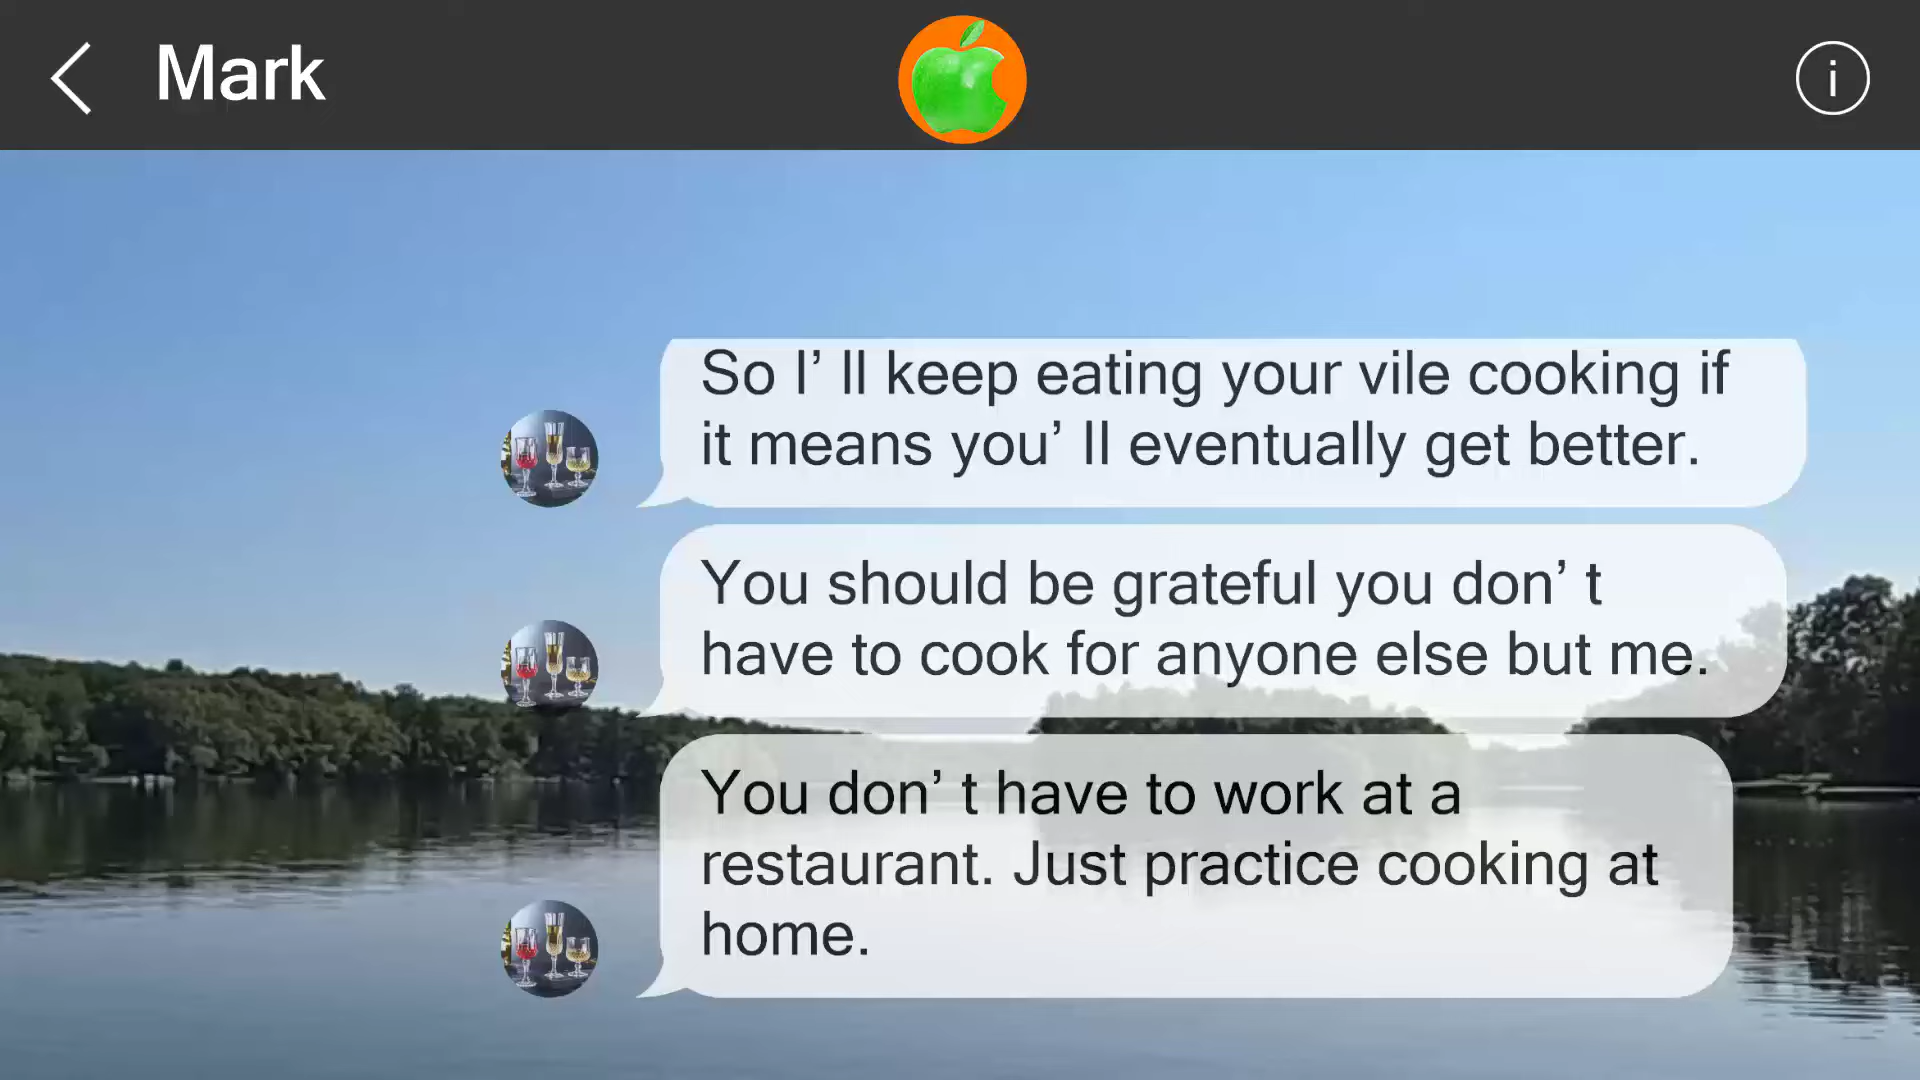 Mark
i
So I’ ll keep eating your vile cooking if
it means you’ ll eventually get better.
You should be grateful you don’ t
have to cook for anyone else but me.
You don’ t have to work at a
restaurant. Just practice cooking at
home.